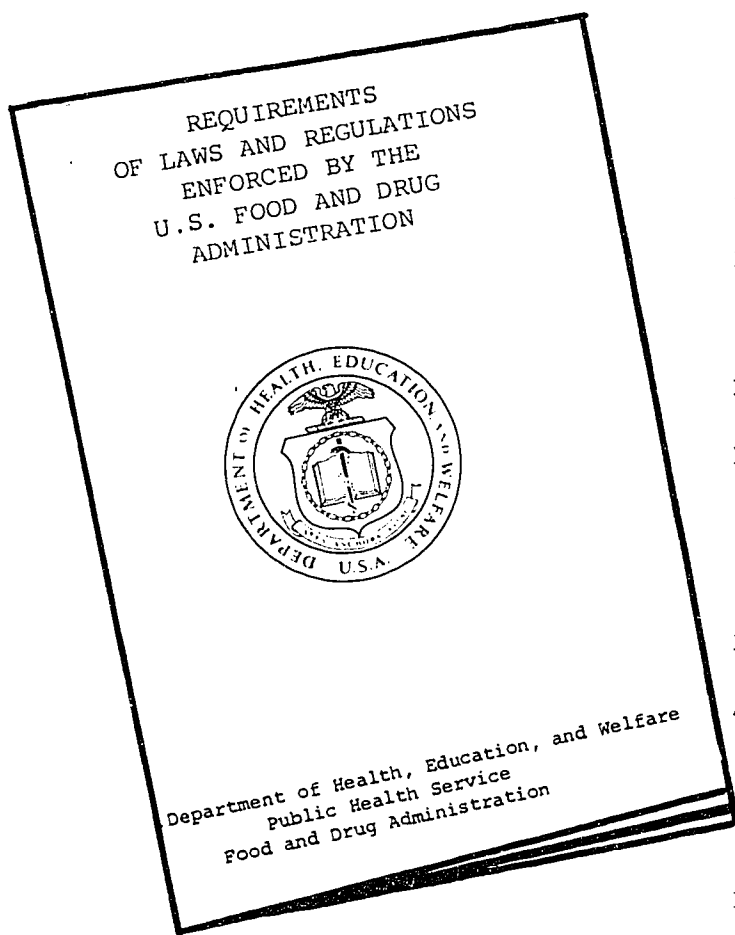 REQUIREMENTS
OF LAWS AND REGULATIONS
ENFORCED BY THE
U.S. FOOD AND DRUG
ADMINISTRATION
DEPARTMENT OF HEALTH, EDUCATION, AND WELFARE
U.S.A.
Department of Health, Education, and Welfare
Public Health Service
Food and Drug Administration